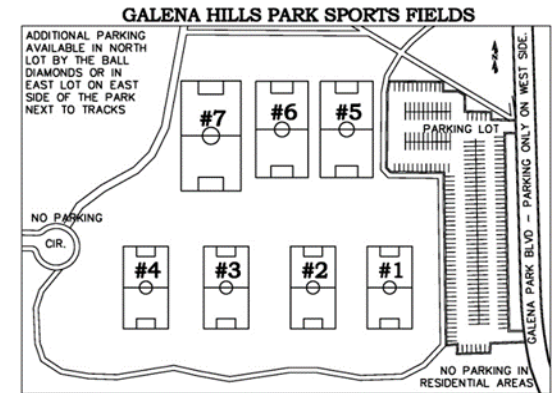 GALENA HILLS PARK SPORTS FIELDS
ADDITIONAL PARKING
AVAILABLE IN NORTH
LOT BY THE BALL
DIAMONDS OR IN
EAST LOT ON EAST
SIDE OF THE PARK
NEXT TO TRACKS
#7
#6
#5
PARKING LOT
GALENA PARK BLVD - PARKING ONLY ON WEST SIDE.
NO PARKING
CIR.
#4
#3
#2
#1
NO PARKING IN
RESIDENTIAL AREAS